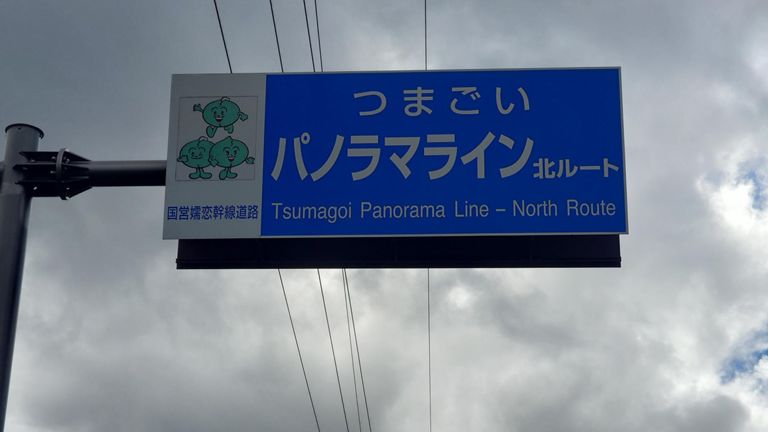 つまごい
パノラマライン北ルート
国営嬬恋幹線道路
Tsumagoi Panorama Line – North Route